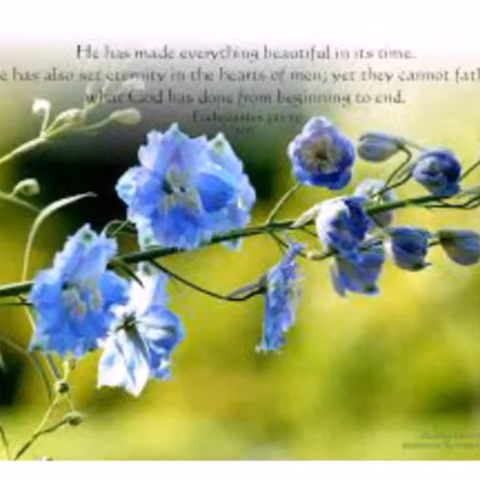 He has made everything beautiful in its time.
e has also set eternity in the hearts of men; yet they cannot fath
what God has done from beginning to end.
Ecclesiastes